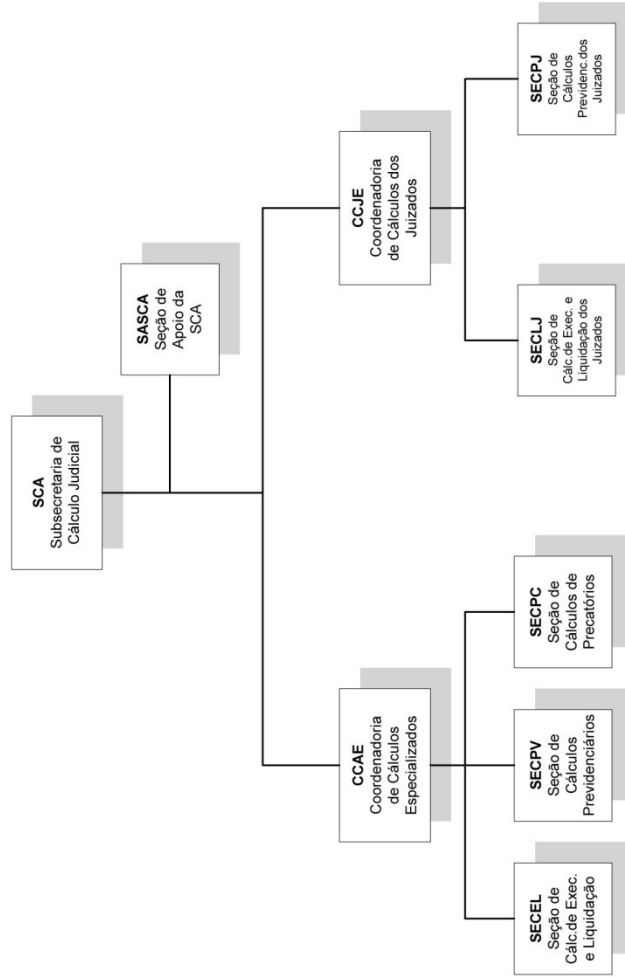 SCA
Subsecretaria de
Cálculo Judicial
SASCA
Seção de
Apoio da
SCA
CCAE
Coordenadoria
de Cálculos
Especializados
CCJE
Coordenadoria
de Cálculos dos
Juizados
SECEL
Seção de
Cálc.de Exec.
e Liquidação
SECPV
Seção de
Cálculos
Previdenciários
SECPC
Seção de
Cálculos de
Precatórios
SECLJ
Seção de
Cálc.de Exec. e
Liquidação dos
Juizados
SECPJ
Seção de
Cálculos
Previdenc.dos
Juizados